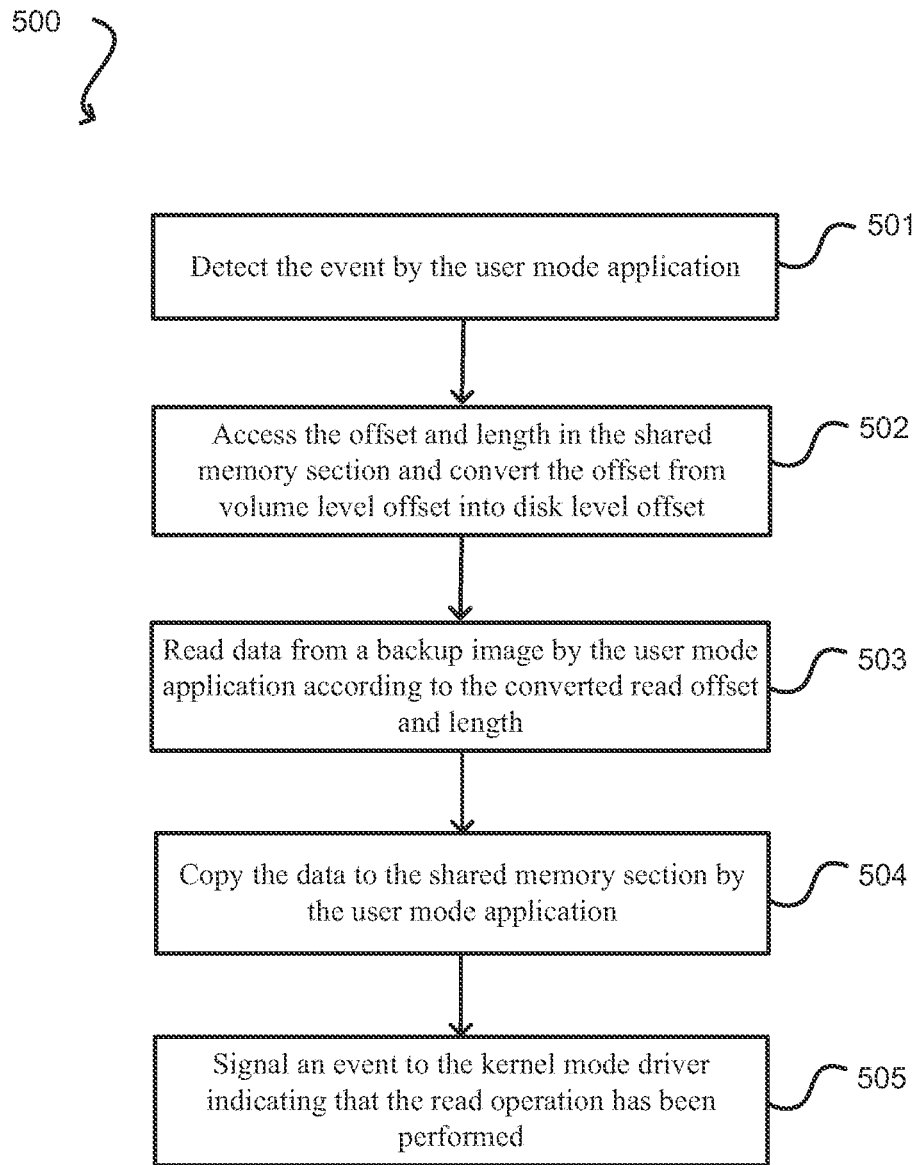 500
501
Detect the event by the user mode application
502
Access the offset and length in the shared
memory section and convert the offset from
volume level offset into disk level offset
503
Read data from a backup image by the user mode
application according to the converted read offset
and length
504
Copy the data to the shared memory section by
the user mode application
505
Signal an event to the kernel mode driver
indicating that the read operation has been
performed